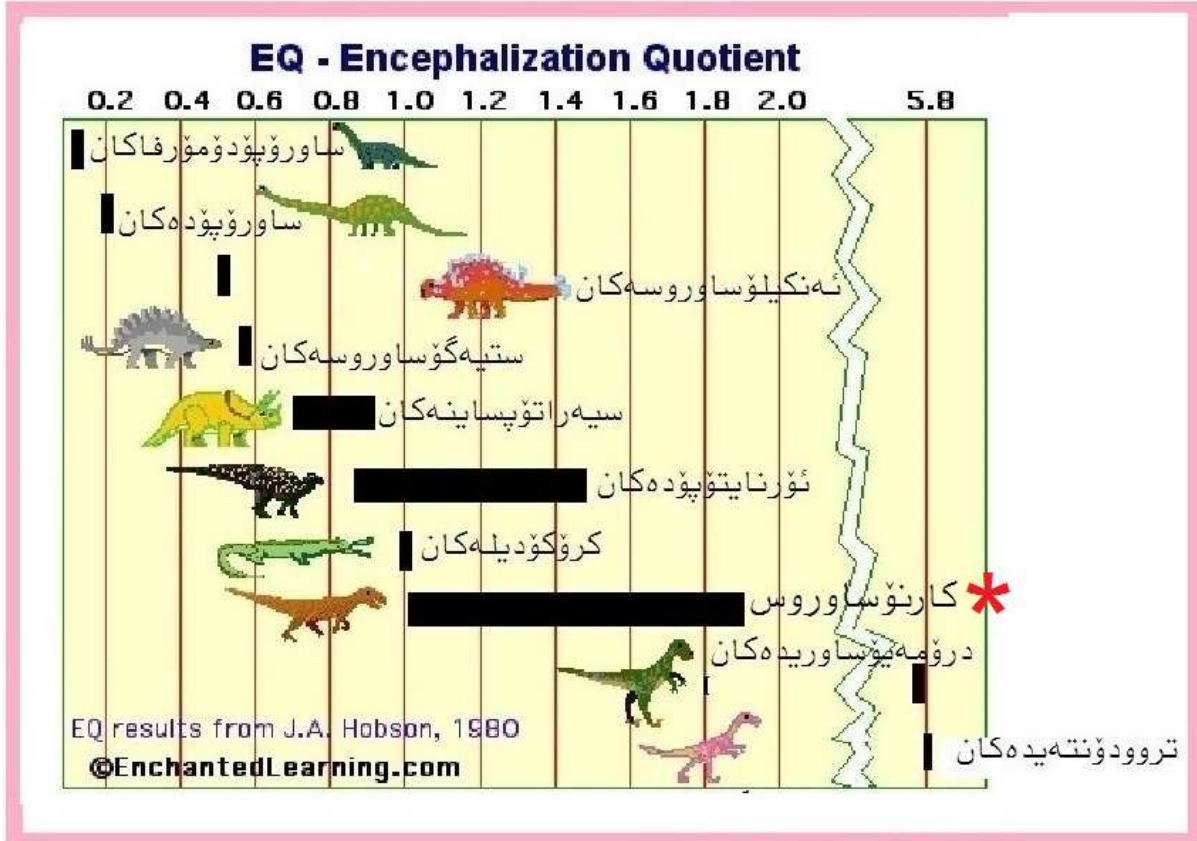 EQ - Encephalization Quotient
0.2 0.4 0.6 0.8 1.0 1.2 1.4 1.6 1.8 2.0 5.8
ساورۆپۆدۆمۆرفاکان
ساورۆپۆدەکان
ئەنکیلۆساوروسەکان
ستیەگۆساوروسەکان
سیەراتۆپساینەکان
ئۆرنایتۆپۆدەکان
کرۆکۆدیلەکان
کارنۆساوروس *
درۆمەیۆساوریدەکان
تروودۆنتەیدەکان
EQ results from J.A. Hobson, 1980
©EnchantedLearning.com